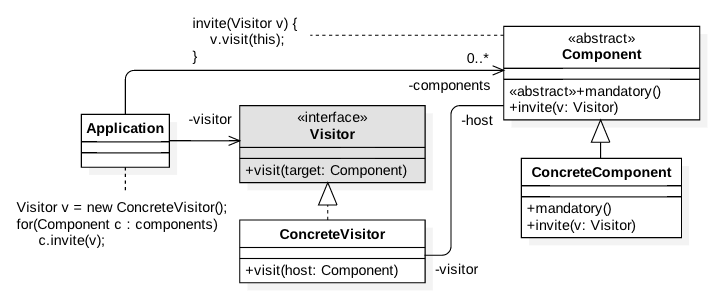 invite(Visitor v) {
v.visit(this);
}
«abstract»
Component
0..*
-components
«abstract»+mandatory()
+invite(v: Visitor)
Application
-visitor
«interface»
Visitor
-host
+visit(target: Component)
ConcreteComponent
+mandatory()
+invite(v: Visitor)
Visitor v = new ConcreteVisitor();
for(Component c : components)
c.invite(v);
ConcreteVisitor
+visit(host: Component)
-visitor